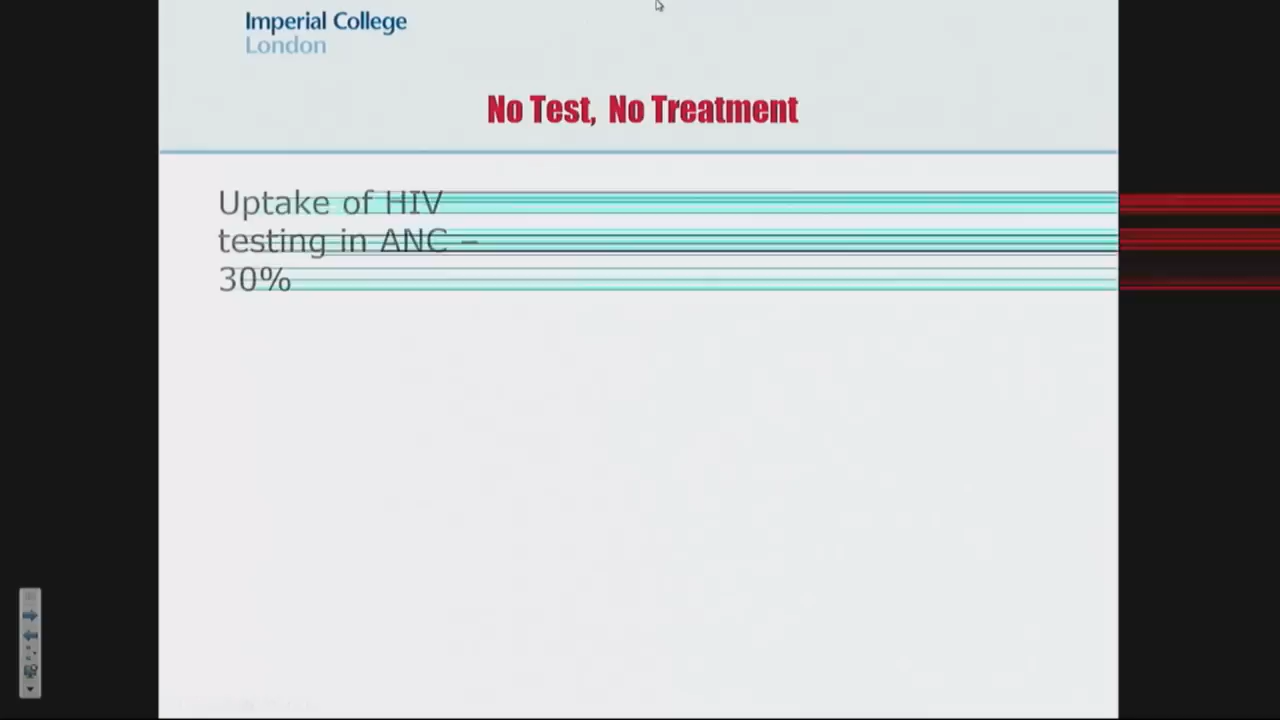 Imperial College
London
No Test, No Treatment
Uptake of HIV
testing in ANC –
30%